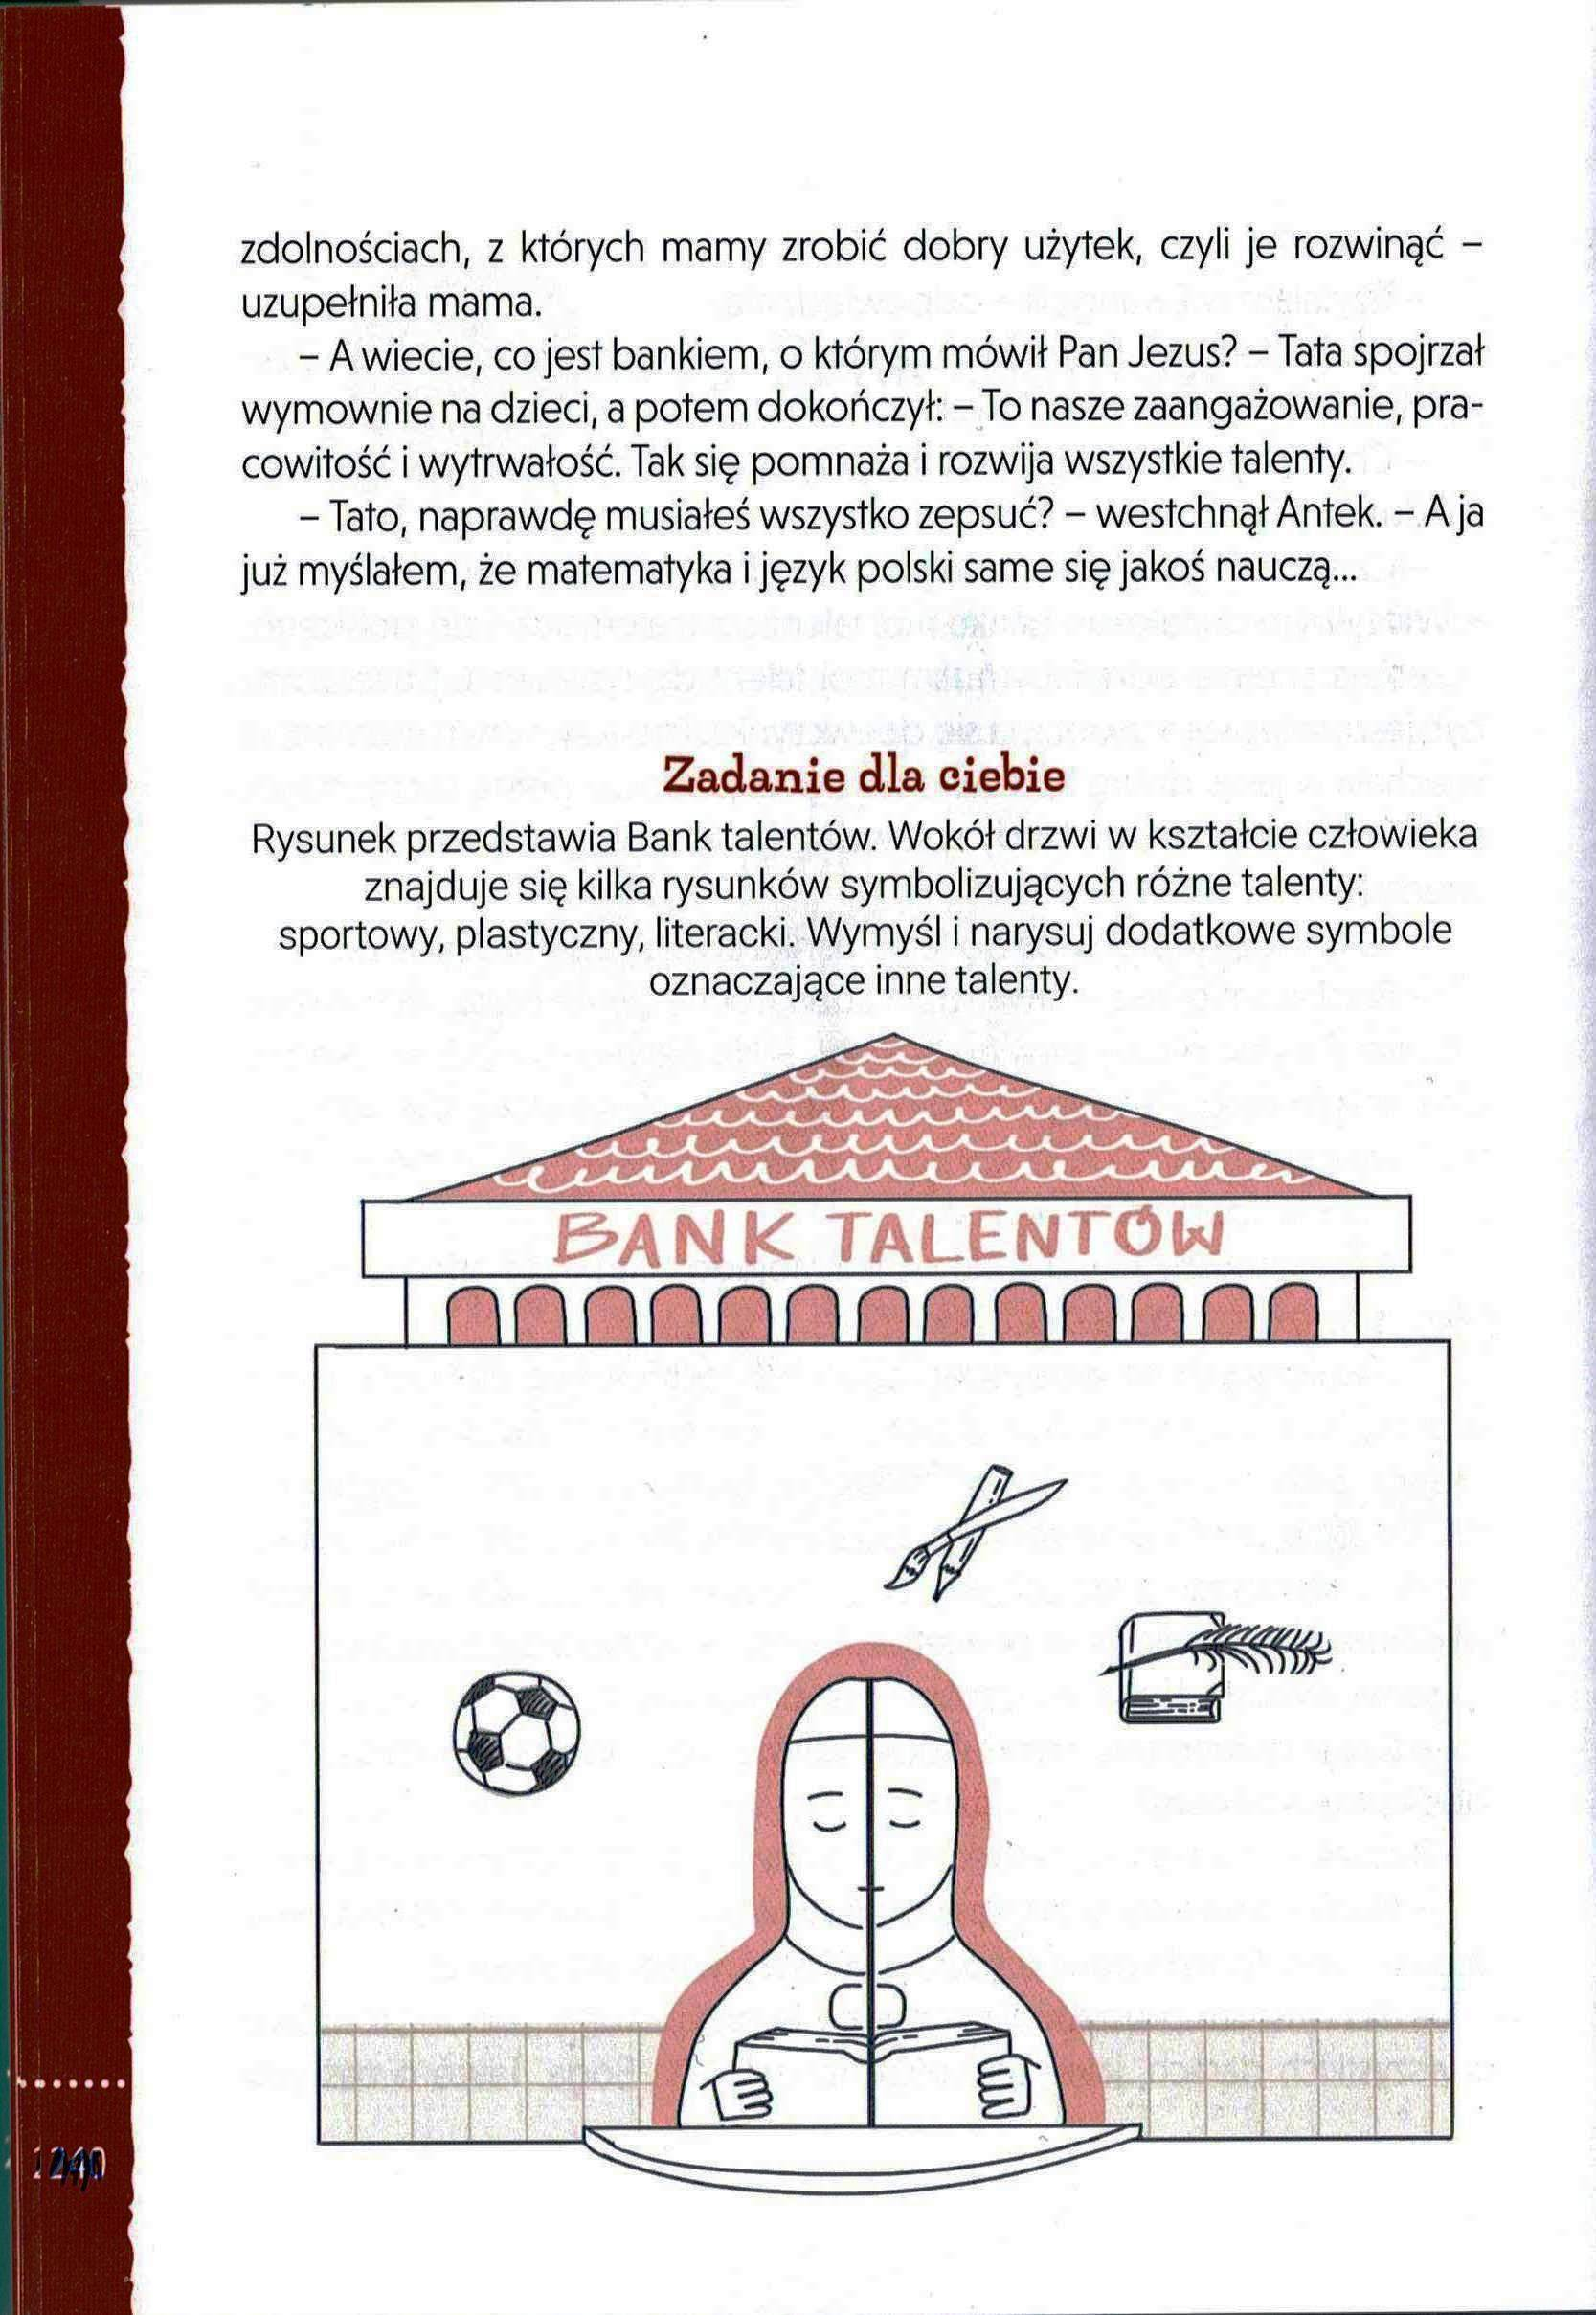 zdolnościach, z których mamy zrobić dobry użytek, czyli je rozwinąć –
uzupełniła mama.
– A wiecie, co jest bankiem, o którym mówił Pan Jezus? – Tata spojrzał
wymownie na dzieci, a potem dokończył: – To nasze zaangażowanie, pra-
cowitość i wytrwałość. Tak się pomnaża i rozwija wszystkie talenty.
– Tato, naprawdę musiałeś wszystko zepsuć? – westchnął Antek. – A ja
już myślałem, że matematyka i język polski same się jakoś nauczą...
Zadanie dla ciebie
Rysunek przedstawia Bank talentów. Wokół drzwi w kształcie człowieka
znajduje się kilka rysunków symbolizujących różne talenty:
sportowy, plastyczny, literacki. Wymyśl i narysuj dodatkowe symbole
oznaczające inne talenty.
BANK TALENTÓW